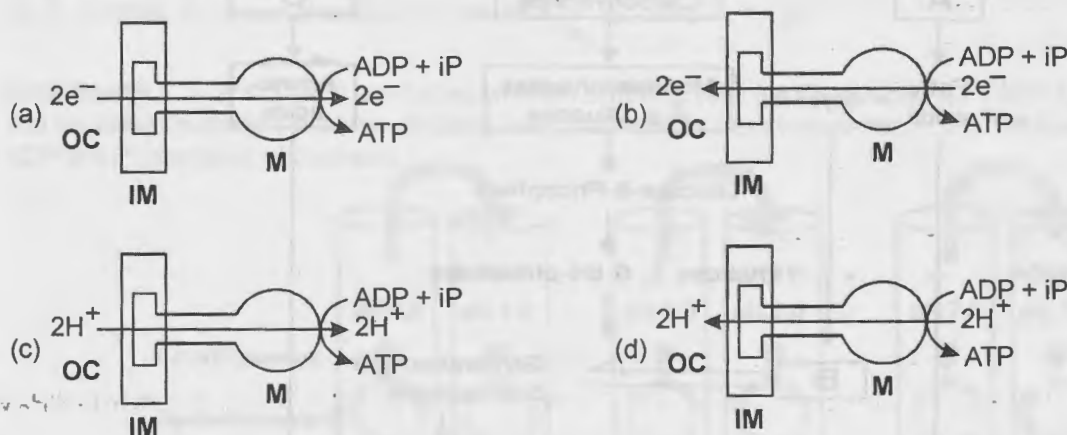 (a) 2e⁻ OC IM M ADP + iP 2e⁻ ATP
(b) 2e⁻ OC IM M ADP + iP 2e⁻ ATP
(c) 2H⁺ OC IM M ADP + iP 2H⁺ ATP
(d) 2H⁺ OC IM M ADP + iP 2H⁺ ATP